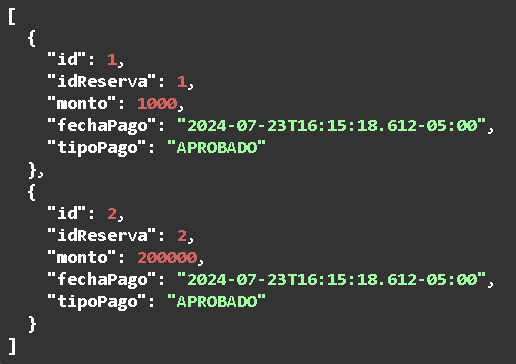 [
  {
    "id": 1,
    "idReserva": 1,
    "monto": 1000,
    "fechaPago": "2024-07-23T16:15:18.612-05:00",
    "tipoPago": "APROBADO"
  },
  {
    "id": 2,
    "idReserva": 2,
    "monto": 200000,
    "fechaPago": "2024-07-23T16:15:18.612-05:00",
    "tipoPago": "APROBADO"
  }
]